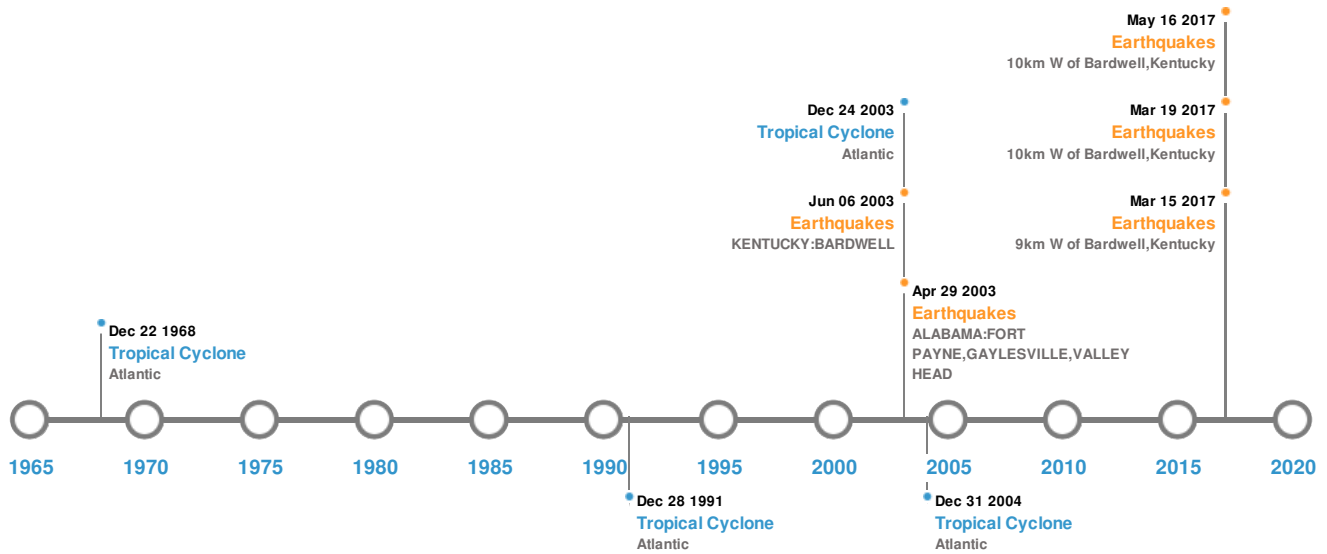 May 16 2017
Earthquakes
10km W of Bardwell,Kentucky
Dec 24 2003
Tropical Cyclone
Atlantic
Mar 19 2017
Earthquakes
10km W of Bardwell,Kentucky
Jun 06 2003
Earthquakes
KENTUCKY:BARDWELL
Mar 15 2017
Earthquakes
9km W of Bardwell,Kentucky
Apr 29 2003
Earthquakes
ALABAMA:FORT
PAYNE,GAYLESVILLE,VALLEY
HEAD
Dec 22 1968
Tropical Cyclone
Atlantic
1965 1970 1975 1980 1985 1990 1995 2000 2005 2010 2015 2020
Dec 28 1991
Tropical Cyclone
Atlantic
Dec 31 2004
Tropical Cyclone
Atlantic